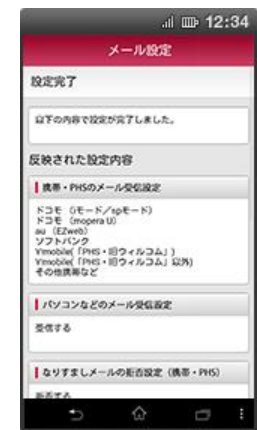 12:34
メール設定
設定完了
以下の内容で設定が完了しました。
反映された設定内容
携帯・PHSのメール受信設定
ドコモ（iモード/spモード）
ドコモ（mopera U）
au（EZweb）
ソフトバンク
Y!mobile(「PHS・旧ウィルコム」)
Y!mobile(「PHS・旧ウィルコム」以外)
その他携帯など
パソコンなどのメール受信設定
受信する
なりすましメールの拒否設定（携帯・PHS）
拒否する